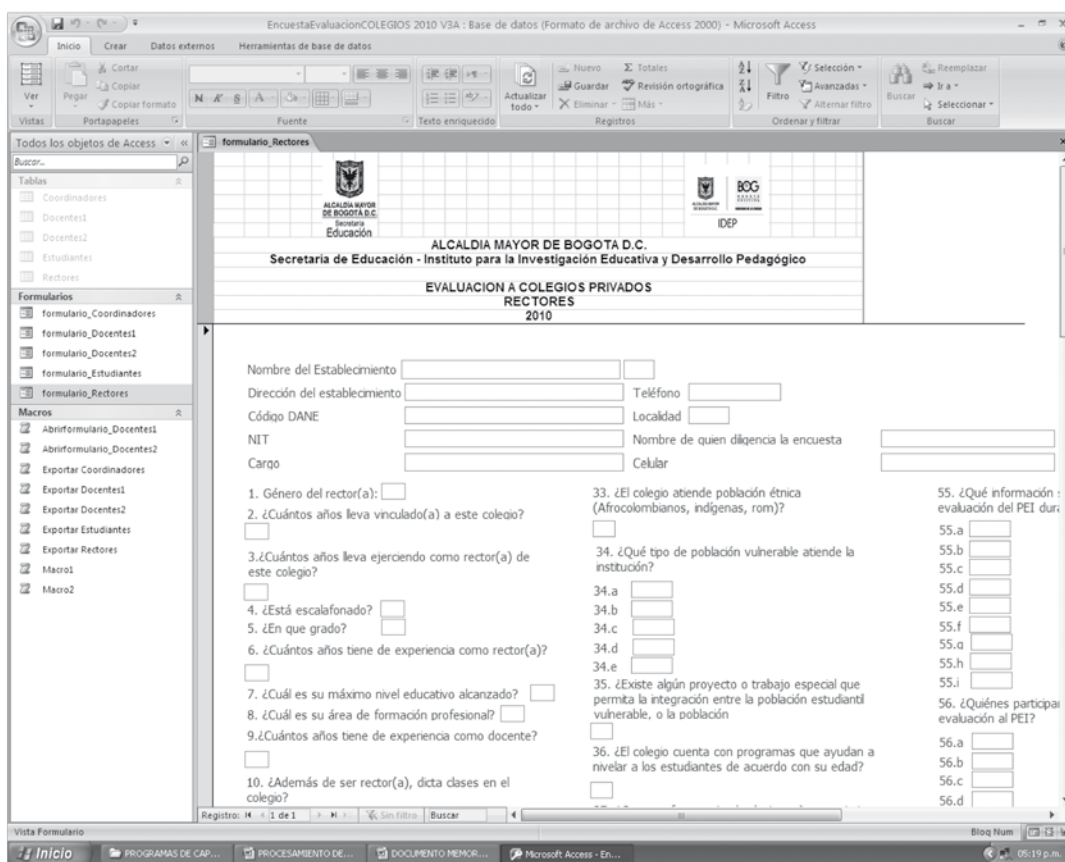 EncuestaEvaluacionCOLEGIOS 2010 V3A : Base de datos (Formato de archivo de Access 2000) - Microsoft Access
Inicio Crear Datos externos Herramientas de base de datos
Ver
Vistas
Pegar
Cortar
Copiar
Copiar formato
Portapapeles
N K S
Fuente
Texto enriquecido
Actualizar todo
Nuevo Σ Totales
Guardar Revisión ortográfica
Eliminar Más
Registros
Filtro
Selección
Avanzadas
Alternar filtro
Ordenar y filtrar
Buscar
Reemplazar
Ir a
Seleccionar
Buscar
Todos los objetos de Access
Buscar..
Tablas
Coordinadores
Docentes1
Docentes2
Estudiantes
Rectores
Formularios
formulario_Coordinadores
formulario_Docentes1
formulario_Docentes2
formulario_Estudiantes
formulario_Rectores
Macros
Abrirformulario_Docentes1
Abrirformulario_Docentes2
Exportar Coordinadores
Exportar Docentes1
Exportar Docentes2
Exportar Estudiantes
Exportar Rectores
Macro1
Macro2
formulario_Rectores
ALCALDIA MAYOR
DE BOGOTÁ D.C.
Secretaría
Educación
BOG
IDEP
ALCALDIA MAYOR DE BOGOTA D.C.
Secretaría de Educación - Instituto para la Investigación Educativa y Desarrollo Pedagógico
EVALUACION A COLEGIOS PRIVADOS
RECTORES
2010
Nombre del Establecimiento
Dirección del establecimiento Teléfono
Código DANE Localidad
NIT Nombre de quien diligencia la encuesta
Cargo Celular
1. Género del rector(a):
2. ¿Cuántos años lleva vinculado(a) a este colegio?
3.¿Cuántos años lleva ejerciendo como rector(a) de
este colegio?
4. ¿Está escalafonado?
5. ¿En que grado?
6. ¿Cuántos años tiene de experiencia como rector(a)?
7. ¿Cuál es su máximo nivel educativo alcanzado?
8. ¿Cuál es su área de formación profesional?
9.¿Cuántos años tiene de experiencia como docente?
10. ¿Además de ser rector(a), dicta clases en el
colegio?
33. ¿El colegio atiende población étnica
(Afrocolombianos, indígenas, rom)?
34. ¿Qué tipo de población vulnerable atiende la
institución?
34.a
34.b
34.c
34.d
34.e
35. ¿Existe algún proyecto o trabajo especial que
permita la integración entre la población estudiantil
vulnerable, o la población
36. ¿El colegio cuenta con programas que ayudan a
nivelar a los estudiantes de acuerdo con su edad?
55. ¿Qué información
evaluación del PEI dura
55.a
55.b
55.c
55.d
55.e
55.f
55.g
55.h
55.i
56. ¿Quiénes participa
evaluación al PEI?
56.a
56.b
56.c
56.d
Registro: 1 de 1 Sin filtro Buscar
Vista Formulario Bloq Num
Inicio PROGRAMAS DE CAP... PROCESAMIENTO DE... DOCUMENTO MEMOR... Microsoft Access - En... 05:19 p.m.